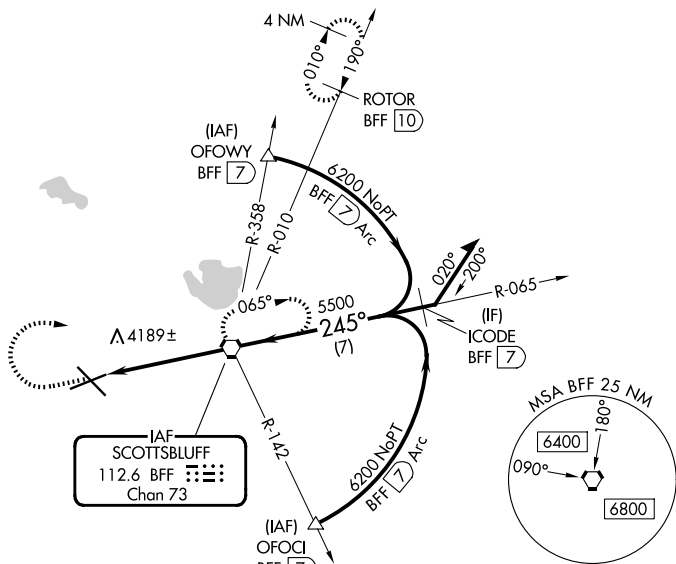 4 NM
010°
190°
ROTOR
BFF 10
(IAF)
OFOWY
BFF 7
6200 NoPT
BFF 7 Arc
R-358
R-010
020°
200°
R-065
065°
5500
245°
(7)
(IF)
ICODE
BFF 7
4189±
R-142
IAF
SCOTTSBLUFF
112.6 BFF
Chan 73
6200 NoPT
BFF 7 Arc
(IAF)
OFOCI
BFF 7
MSA BFF 25 NM
180°
6400
090°
6800